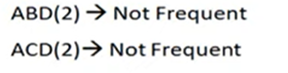 ABD(2) → Not Frequent
ACD(2)→ Not Frequent